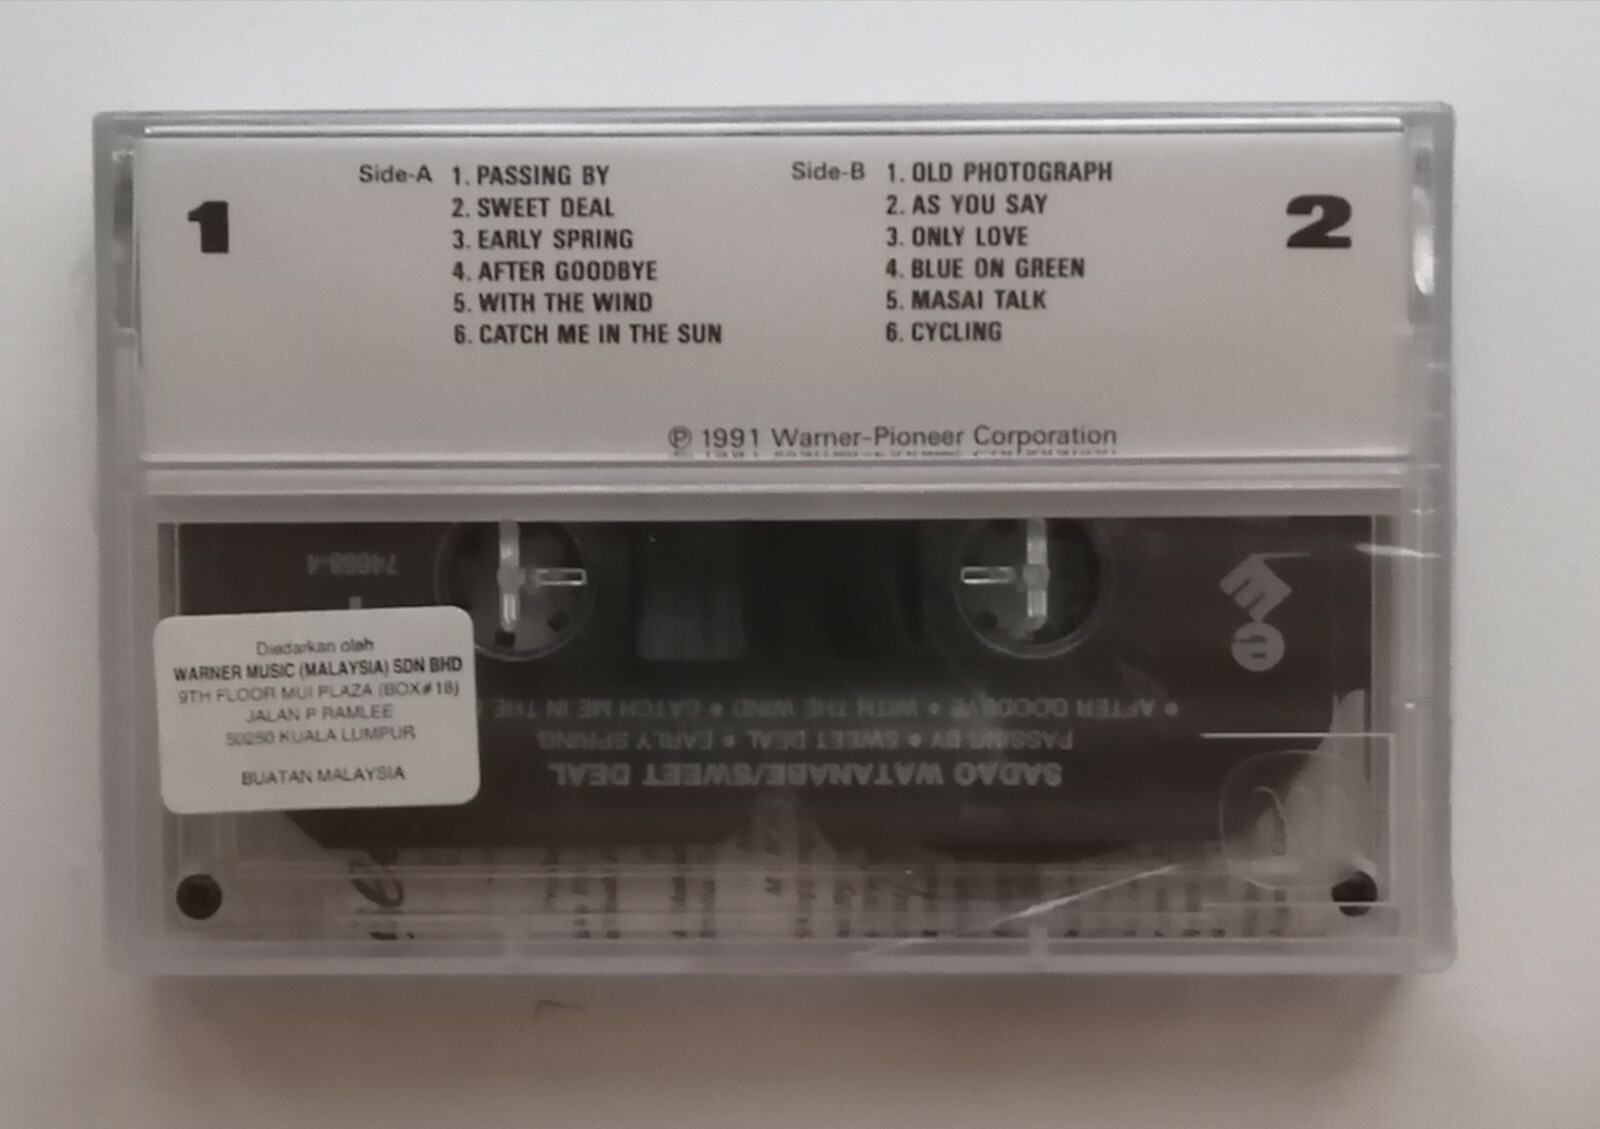 1
Side-A 1. PASSING BY
2. SWEET DEAL
3. EARLY SPRING
4. AFTER GOODBYE
5. WITH THE WIND
6. CATCH ME IN THE SUN
Side-B 1. OLD PHOTOGRAPH
2. AS YOU SAY
3. ONLY LOVE
4. BLUE ON GREEN
5. MASAI TALK
6. CYCLING
2
℗ 1991 Warner-Pioneer Corporation
Diedarkan oleh
WARNER MUSIC (MALAYSIA) SDN BHD
9TH FLOOR MUI PLAZA (BOX#18)
JALAN P RAMLEE
50250 KUALA LUMPUR
BUATAN MALAYSIA
SADAO WATANABE/SWEET DEAL
PASSING BY • SWEET DEAL • EARLY SPRING
• AFTER GOODBYE • WITH THE WIND • CATCH ME IN THE